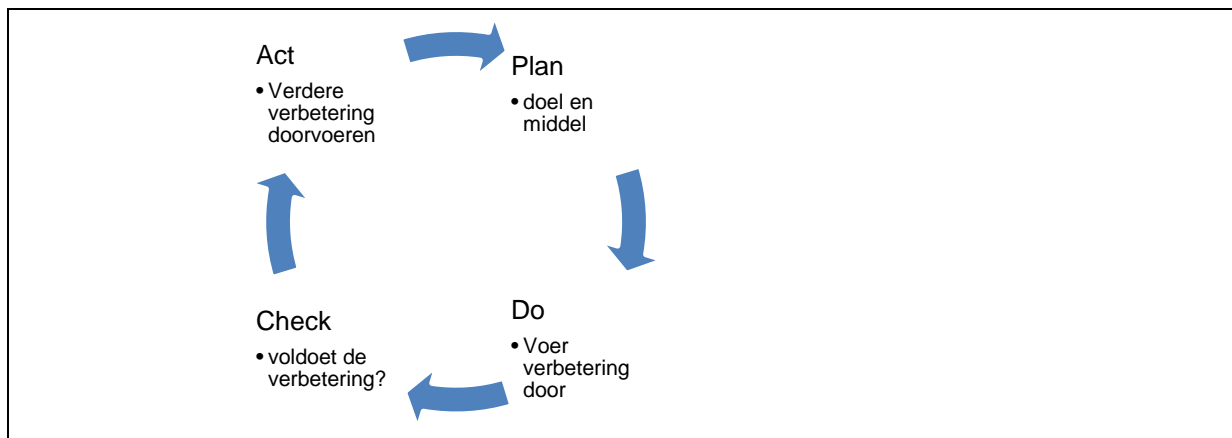 Act
• Verdere
verbetering
doorvoeren
Plan
• doel en
middel
Do
• Voer
verbetering
door
Check
• voldoet de
verbetering?